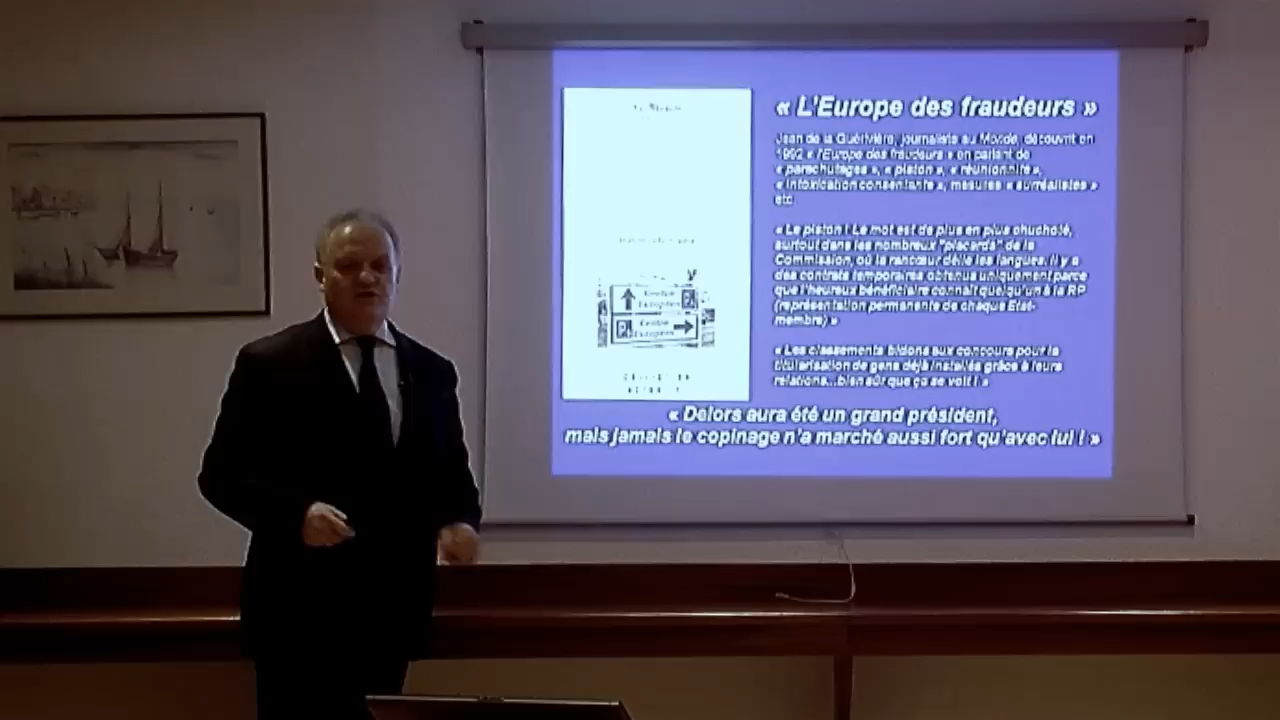 « L'Europe des fraudeurs »
Jean de la Guérivière, journaliste au Monde, découvrit en
1992 « l'Europe des fraudeurs » en parlant de
« parachutages », « piston », « réunionnite »,
« intoxication consentante », mesures « surréalistes »
etc.
« Le piston ! Le mot est de plus en plus chuchoté,
surtout dans les nombreux "placards" de la
Commission, où la rancœur délie les langues. Il y a
des contrats temporaires obtenus uniquement parce
que l'heureux bénéficiaire connaît quelqu'un à la RP
(représentation permanente de chaque Etat-
membre) »
« Les classements bidons aux concours pour la
titularisation de gens déjà installés grâce à leurs
relations...bien sûr que ça se voit ! »
« Delors aura été un grand président,
mais jamais le copinage n'a marché aussi fort qu'avec lui ! »
Centre
Européen
P
Centre
Européen